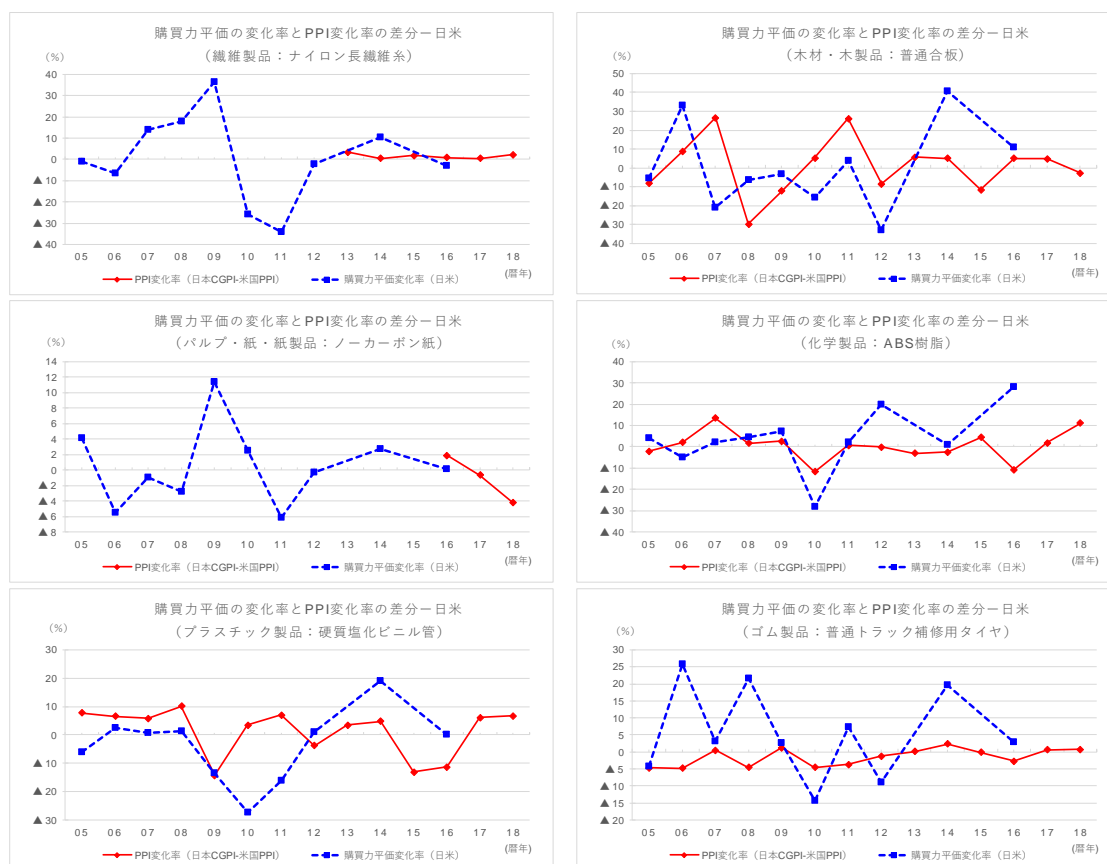 購買力平価の変化率とPPI変化率の差分ー日米
（繊維製品：ナイロン長繊維糸）
(%)
40
30
20
10
0
▲ 10
▲ 20
▲ 30
▲ 40
05 06 07 08 09 10 11 12 13 14 15 16 17 18
(暦年)
PPI変化率（日本CGPI-米国PPI） 購買力平価変化率（日米）
購買力平価の変化率とPPI変化率の差分ー日米
（木材・木製品：普通合板）
(%)
50
40
30
20
10
0
▲ 10
▲ 20
▲ 30
▲ 40
05 06 07 08 09 10 11 12 13 14 15 16 17 18
(暦年)
PPI変化率（日本CGPI-米国PPI） 購買力平価変化率（日米）
購買力平価の変化率とPPI変化率の差分ー日米
（パルプ・紙・紙製品：ノーカーボン紙）
(%)
14
12
10
8
6
4
2
0
▲ 2
▲ 4
▲ 6
▲ 8
05 06 07 08 09 10 11 12 13 14 15 16 17 18
(暦年)
PPI変化率（日本CGPI-米国PPI） 購買力平価変化率（日米）
購買力平価の変化率とPPI変化率の差分ー日米
（化学製品：ABS樹脂）
(%)
40
30
20
10
0
▲ 10
▲ 20
▲ 30
▲ 40
05 06 07 08 09 10 11 12 13 14 15 16 17 18
(暦年)
PPI変化率（日本CGPI-米国PPI） 購買力平価変化率（日米）
購買力平価の変化率とPPI変化率の差分ー日米
（プラスチック製品：硬質塩化ビニル管）
(%)
30
20
10
0
▲ 10
▲ 20
▲ 30
05 06 07 08 09 10 11 12 13 14 15 16 17 18
(暦年)
PPI変化率（日本CGPI-米国PPI） 購買力平価変化率（日米）
購買力平価の変化率とPPI変化率の差分ー日米
（ゴム製品：普通トラック補修用タイヤ）
(%)
30
25
20
15
10
5
0
▲ 5
▲ 10
▲ 15
▲ 20
05 06 07 08 09 10 11 12 13 14 15 16 17 18
(暦年)
PPI変化率（日本CGPI-米国PPI） 購買力平価変化率（日米）